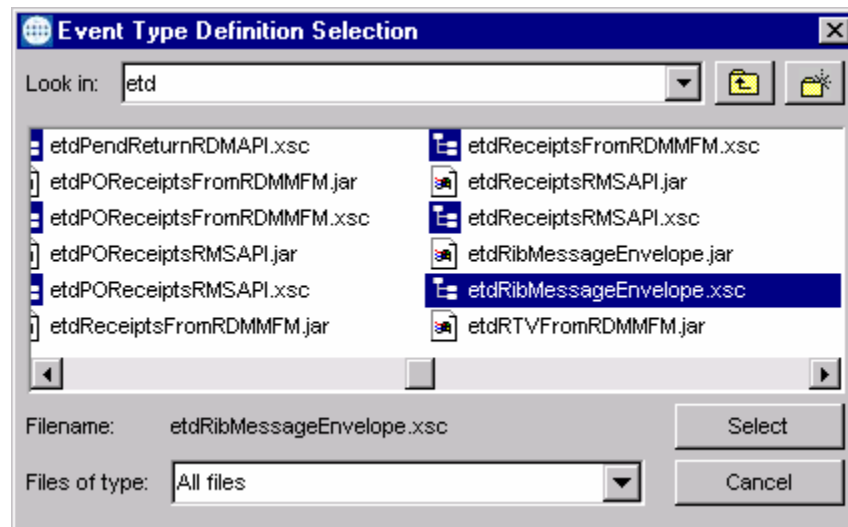 Event Type Definition Selection
Look in: etd
etdPendReturnRDMAPI.xsc
etdPOReceiptsFromRDMMFM.jar
etdPOReceiptsFromRDMMFM.xsc
etdPOReceiptsRMSAPI.jar
etdPOReceiptsRMSAPI.xsc
etdReceiptsFromRDMMFM.jar
etdReceiptsFromRDMMFM.xsc
etdReceiptsRMSAPI.jar
etdReceiptsRMSAPI.xsc
etdRibMessageEnvelope.jar
etdRibMessageEnvelope.xsc
etdRTVFromRDMMFM.jar
Filename: etdRibMessageEnvelope.xsc
Select
Files of type: All files
Cancel